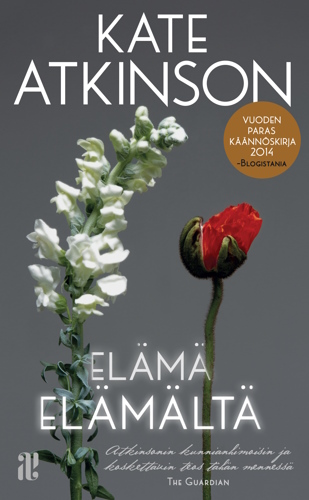 KATE
ATKINSON
VUODEN
PARAS
KÄÄNNÖSKIRJA
2014
-BLOGISTANIA
ELÄMÄ
ELÄMÄLTÄ
Atkinsonin kunnianhimoisin ja
koskettavin teos tähän mennessä
THE GUARDIAN